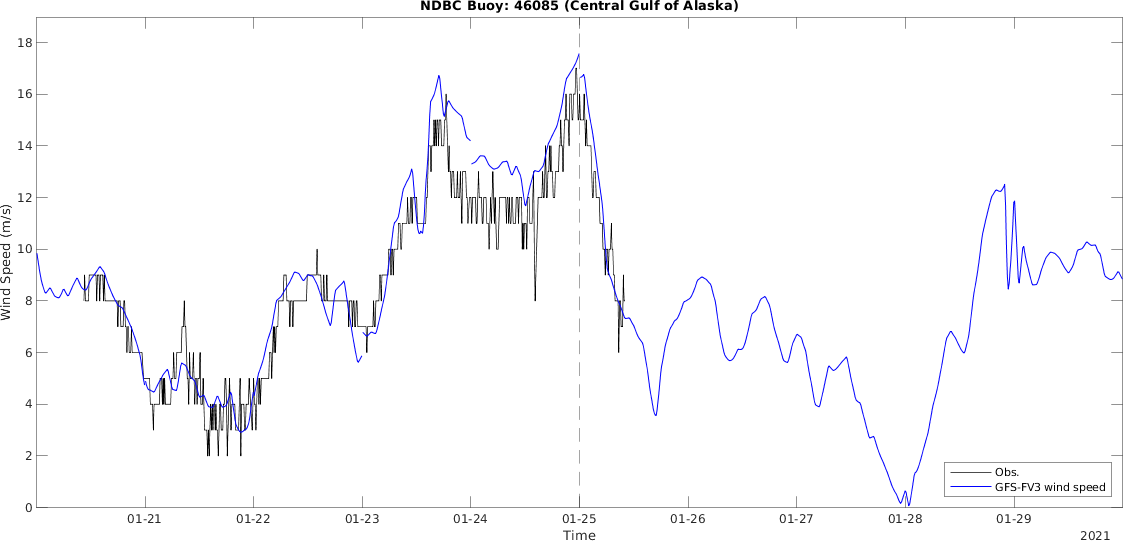 NDBC Buoy: 46085 (Central Gulf of Alaska)
Wind Speed (m/s)
18
16
14
12
10
8
6
4
2
0
Obs.
GFS-FV3 wind speed
01-21 01-22 01-23 01-24 01-25 01-26 01-27 01-28 01-29
Time
2021